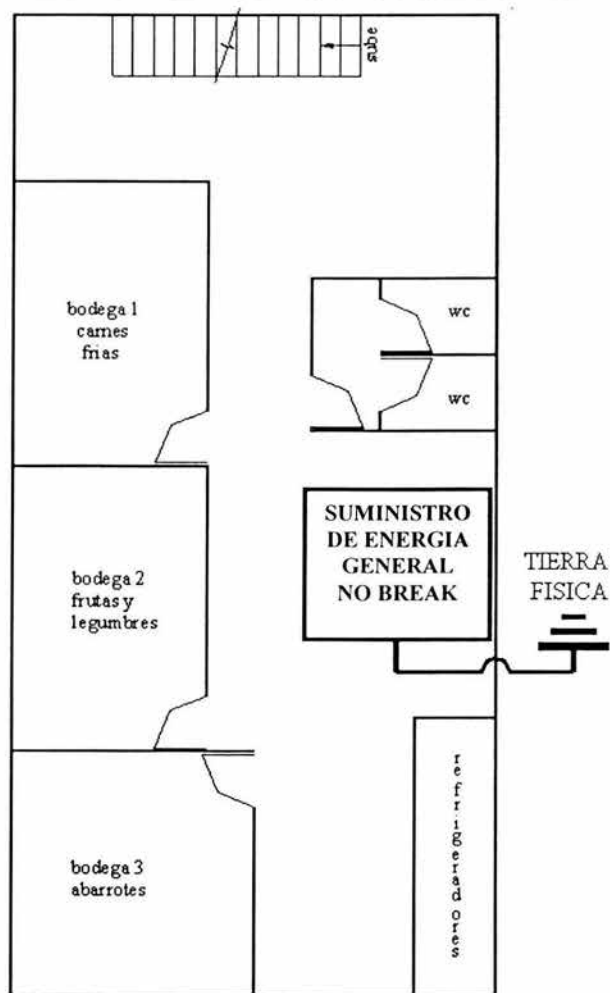 sube
bodega 1
carnes
frias
wc
wc
SUMINISTRO
DE ENERGIA
GENERAL
NO BREAK
TIERRA
FISICA
bodega 2
frutas y
legumbres
refrigeradores
bodega 3
abarrotes